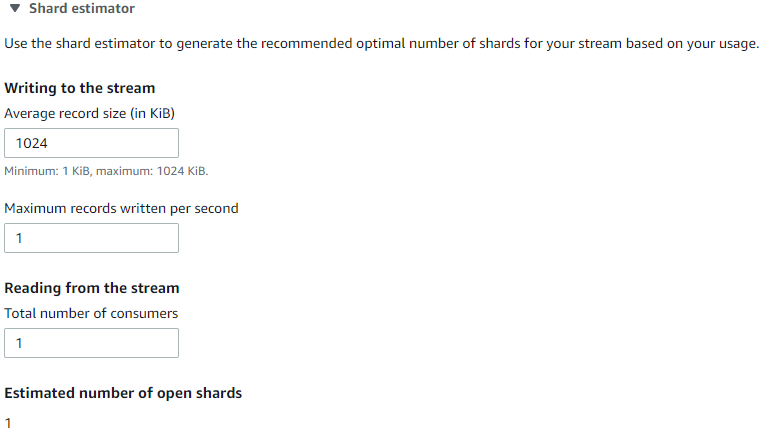 Shard estimator
Use the shard estimator to generate the recommended optimal number of shards for your stream based on your usage.
Writing to the stream
Average record size (in KiB)
1024
Minimum: 1 KiB, maximum: 1024 KiB.
Maximum records written per second
1
Reading from the stream
Total number of consumers
1
Estimated number of open shards
1